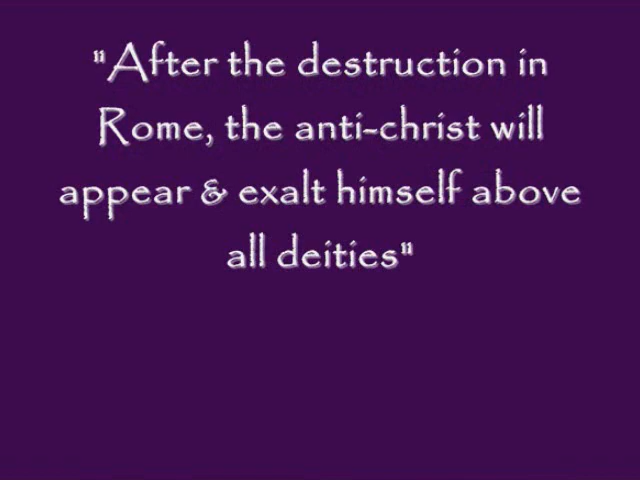 "After the destruction in
Rome, the anti-christ will
appear & exalt himself above
all deities"